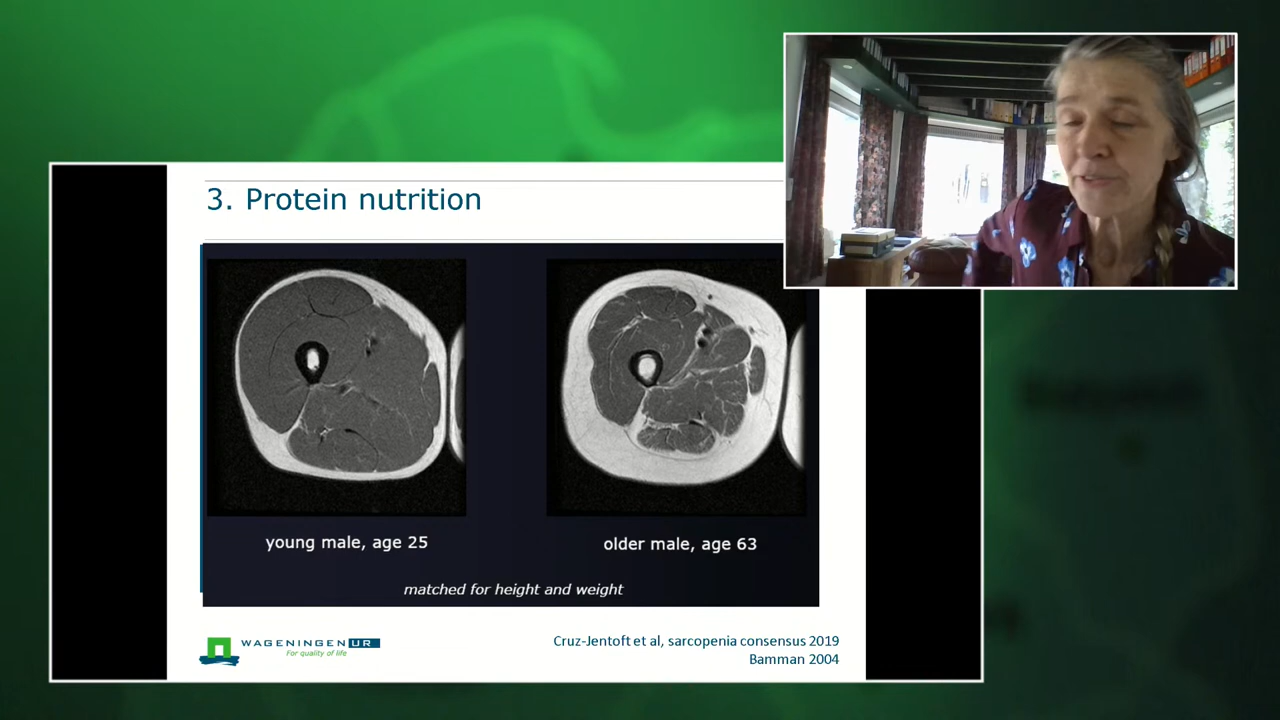 3. Protein nutrition
young male, age 25
older male, age 63
matched for height and weight
WAGENINGEN UR
For quality of life
Cruz-Jentoft et al, sarcopenia consensus 2019
Bamman 2004